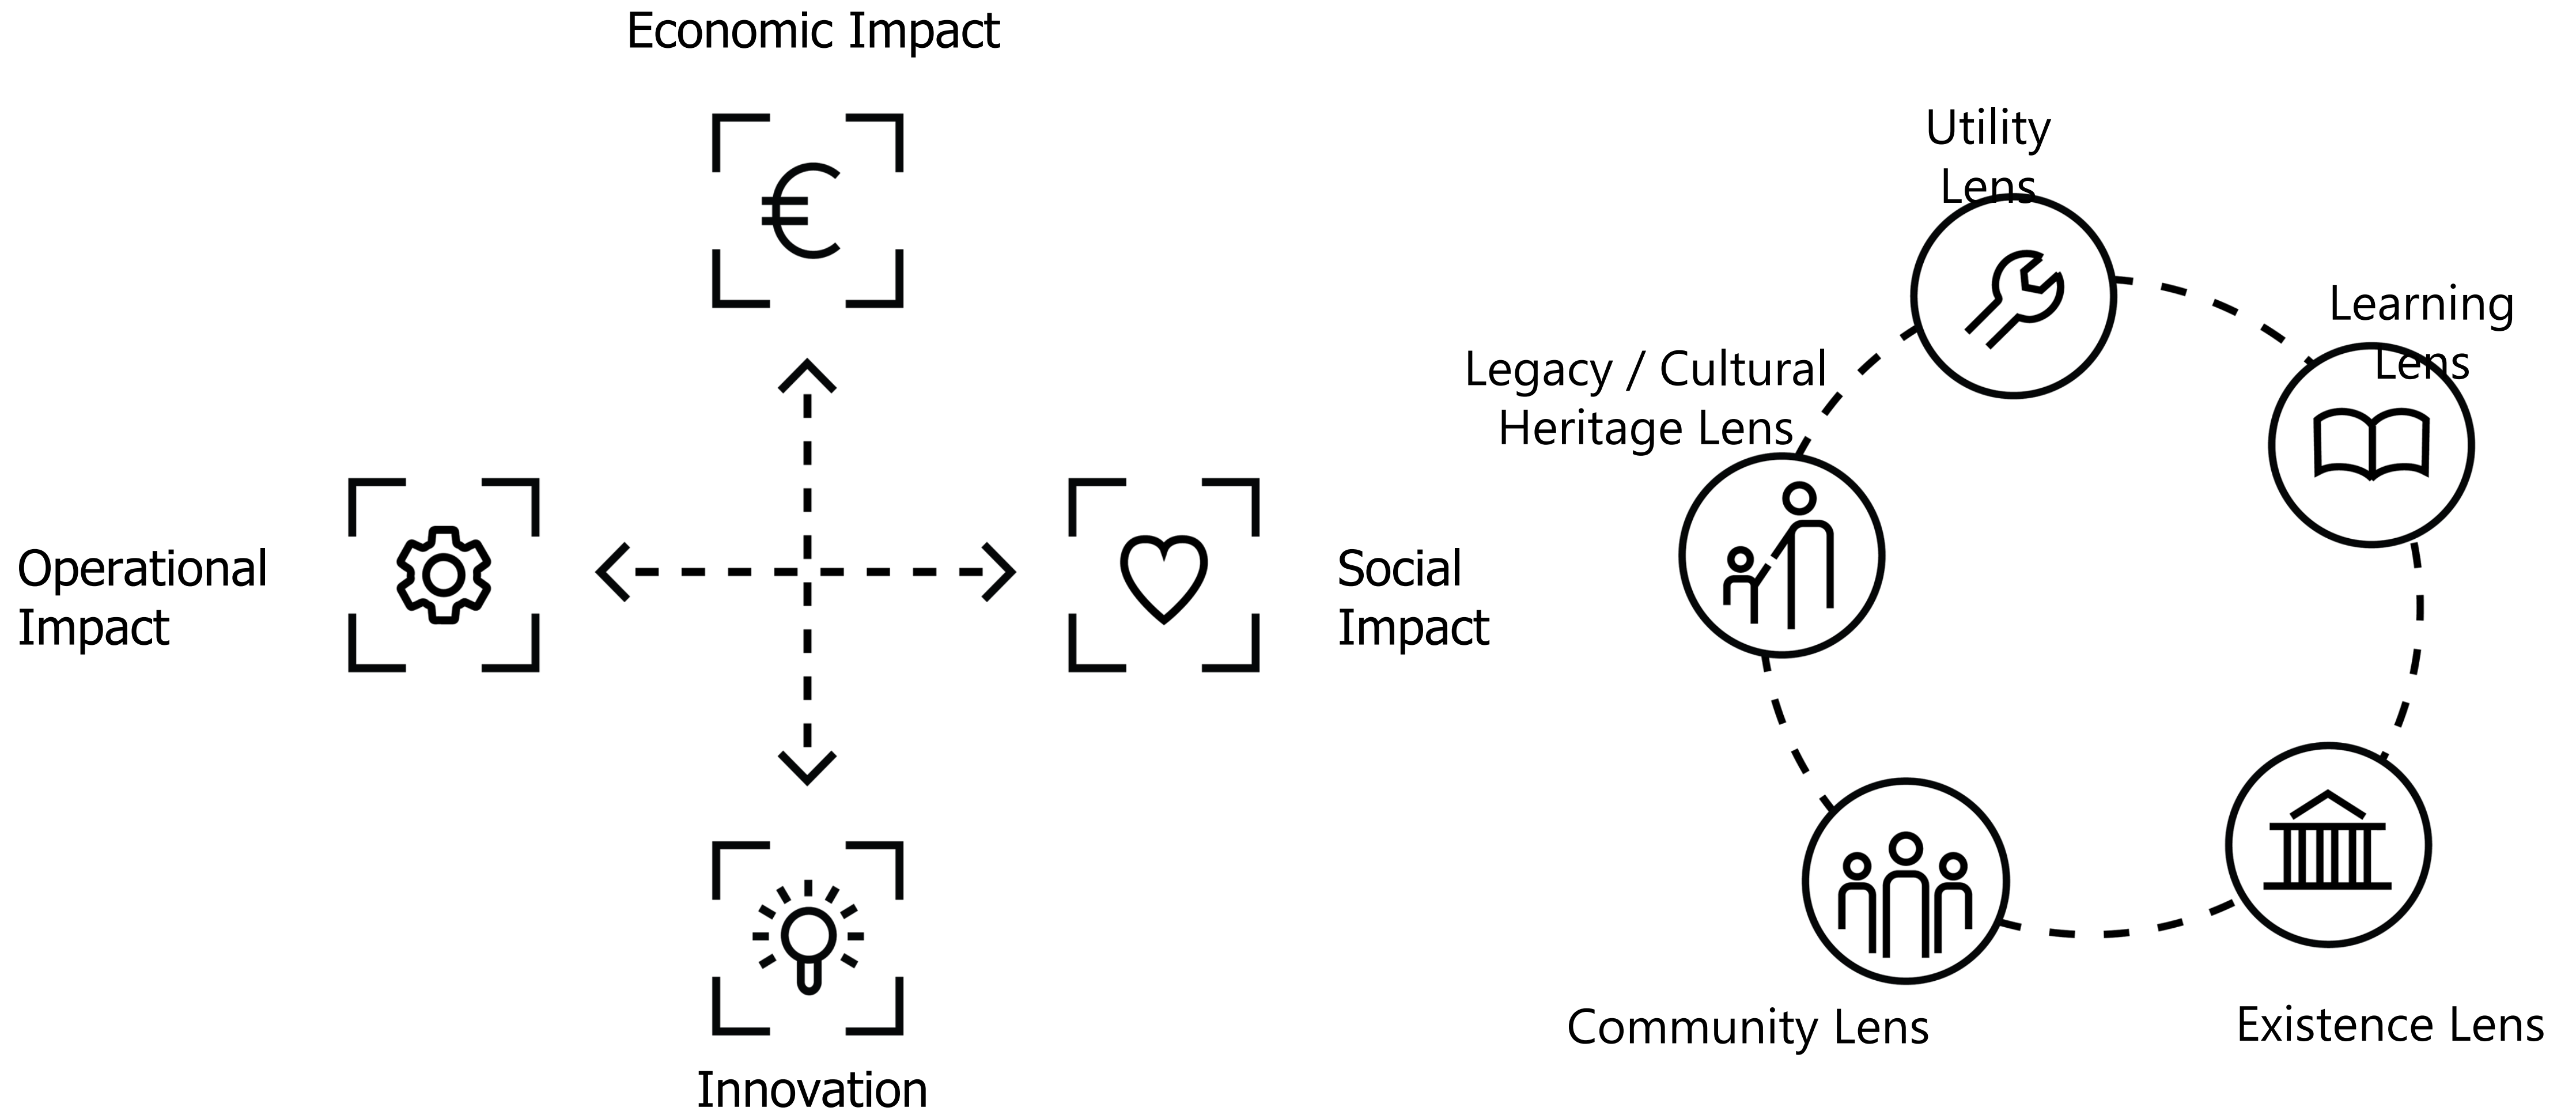 Economic Impact
Operational
Impact
Social
Impact
Innovation
Utility
Lens
Learning
Lens
Legacy / Cultural
Heritage Lens
Community Lens
Existence Lens